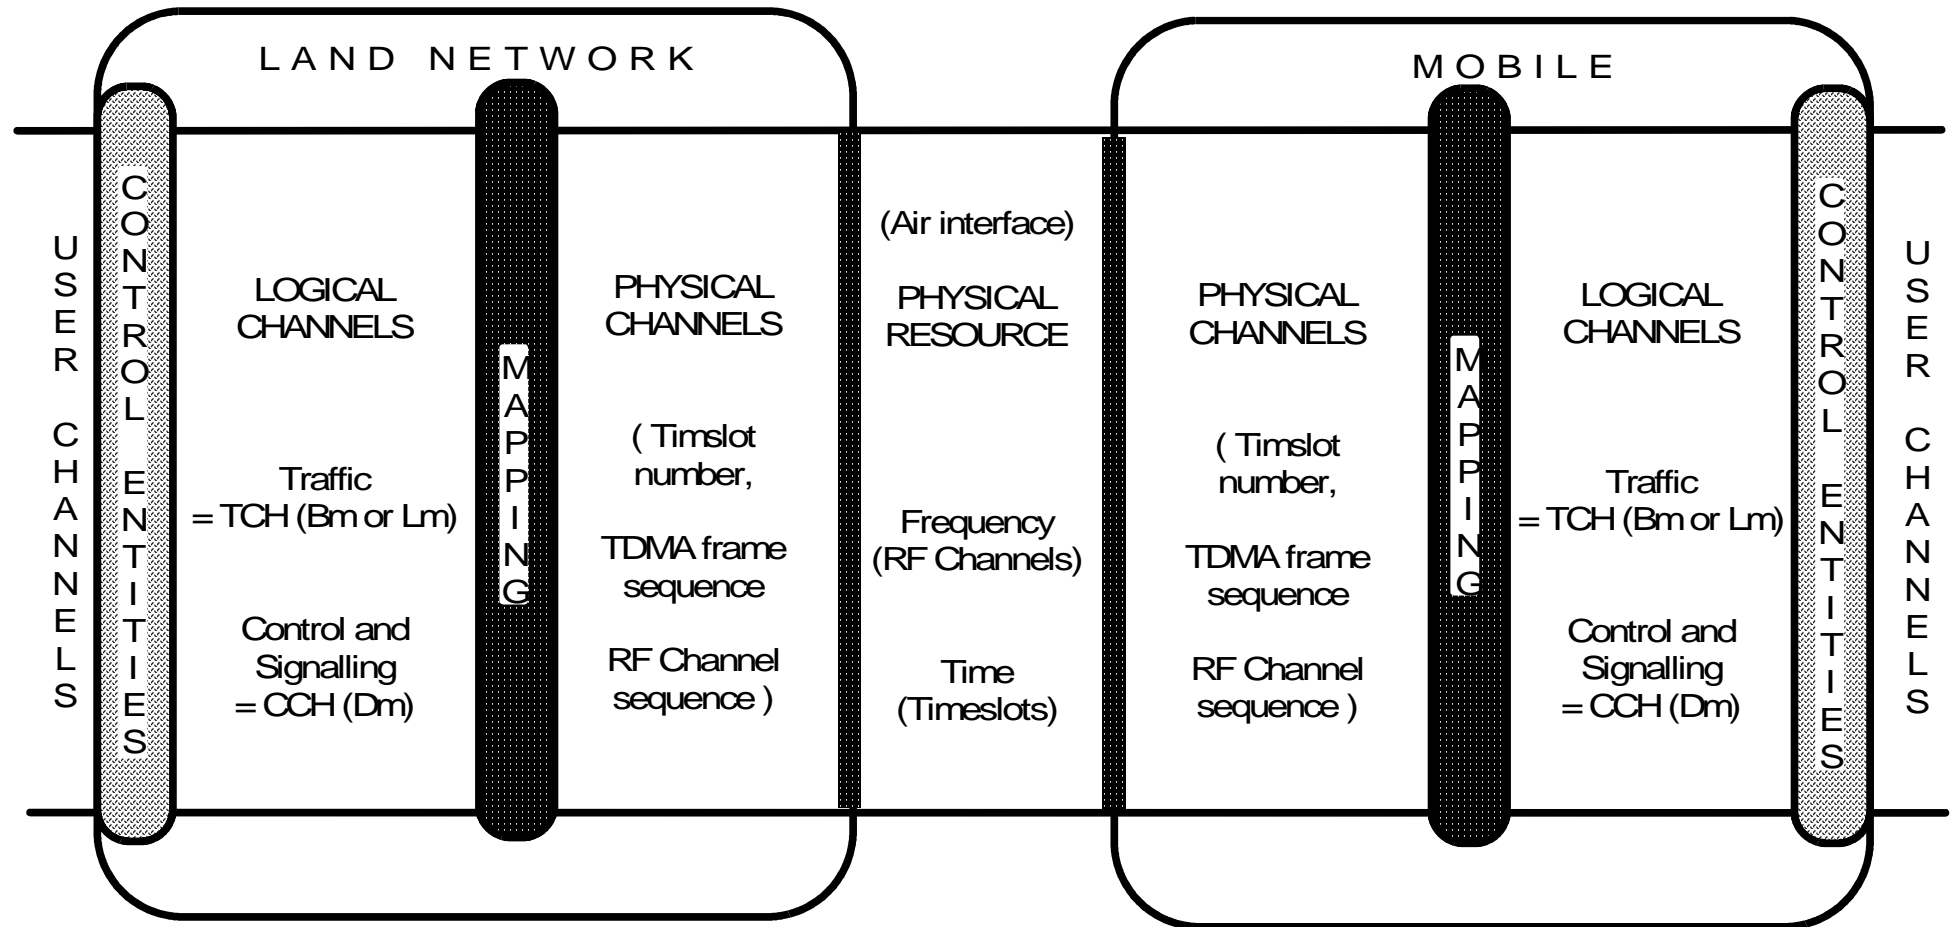 LAND NETWORK
MOBILE
USER CHANNELS
CONTROL ENTITIES
LOGICAL
CHANNELS
Traffic
= TCH (Bm or Lm)
Control and
Signalling
= CCH (Dm)
MAPPING
PHYSICAL
CHANNELS
( Timslot
number,
TDMA frame
sequence
RF Channel
sequence )
(Air interface)
PHYSICAL
RESOURCE
Frequency
(RF Channels)
Time
(Timeslots)
PHYSICAL
CHANNELS
( Timslot
number,
TDMA frame
sequence
RF Channel
sequence )
MAPPING
LOGICAL
CHANNELS
Traffic
= TCH (Bm or Lm)
Control and
Signalling
= CCH (Dm)
CONTROL ENTITIES
USER CHANNELS